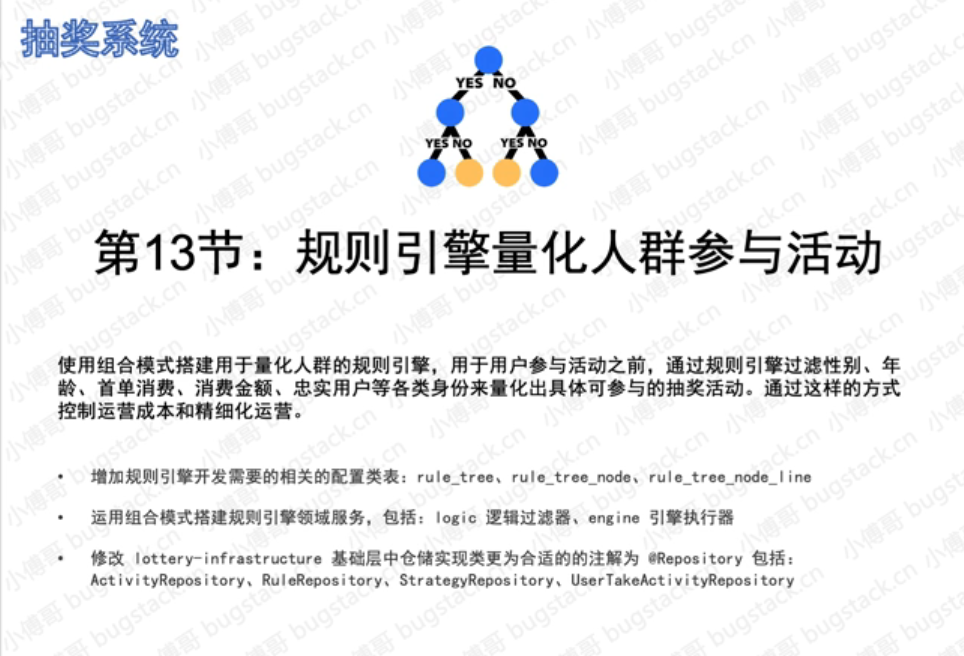 抽奖系统
YES NO
YES NO YES NO
第13节：规则引擎量化人群参与活动
使用组合模式搭建用于量化人群的规则引擎，用于用户参与活动之前，通过规则引擎过滤性别、年
龄、首单消费、消费金额、忠实用户等各类身份来量化出具体可参与的抽奖活动。通过这样的方式
控制运营成本和精细化运营。
• 增加规则引擎开发需要的相关的配置类表：rule_tree、rule_tree_node、rule_tree_node_line
• 运用组合模式搭建规则引擎领域服务，包括：logic 逻辑过滤器、engine 引擎执行器
• 修改 lottery-infrastructure 基础层中仓储实现类更为合适的的注解为 @Repository 包括：
ActivityRepository、RuleRepository、StrategyRepository、UserTakeActivityRepository
小傅哥 bugstack.cn